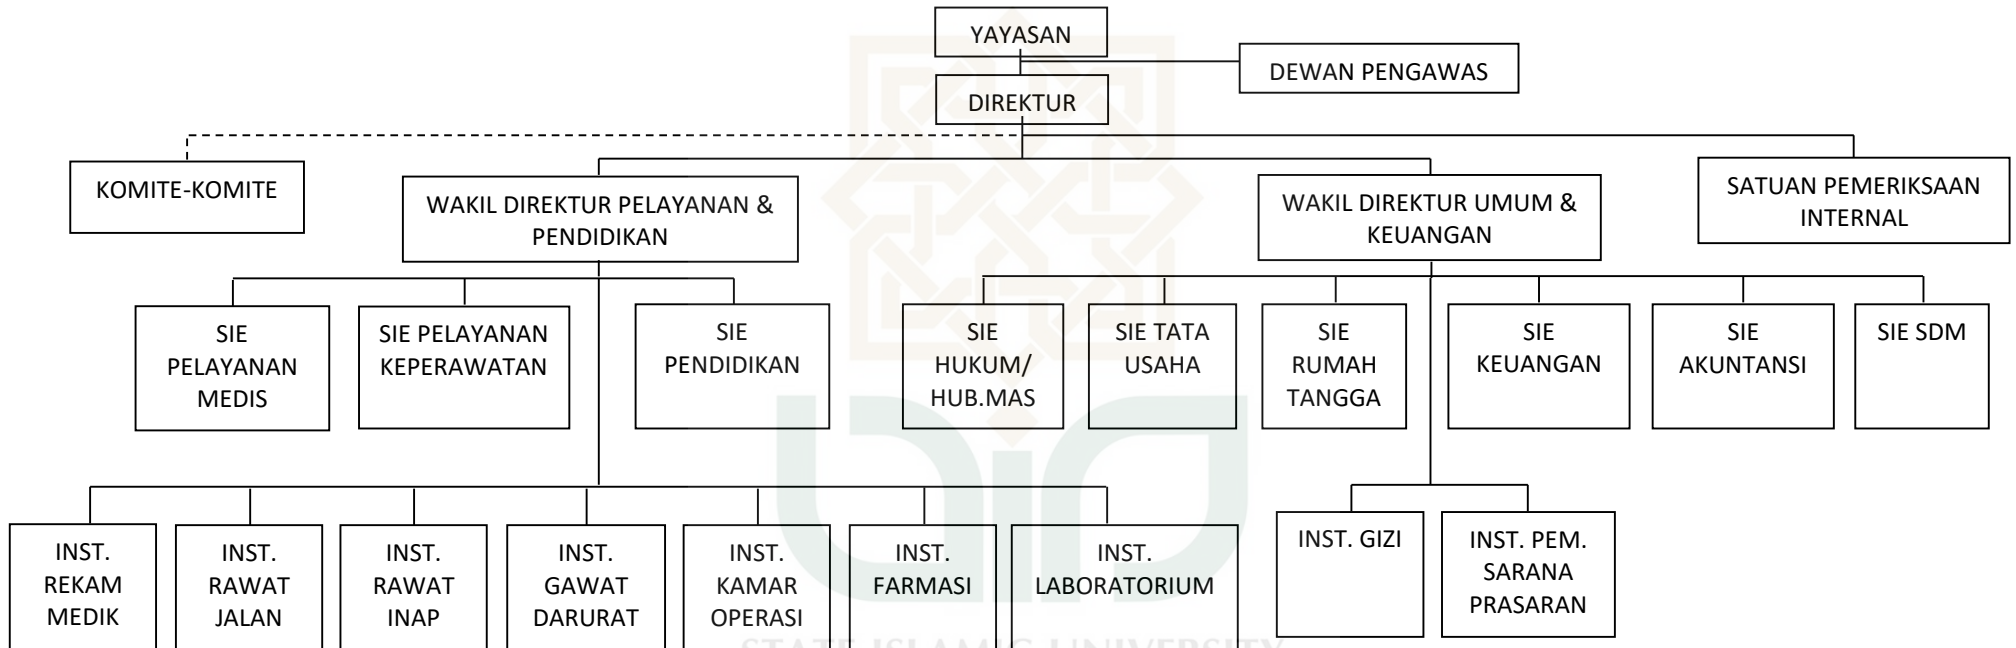 YAYASAN
DEWAN PENGAWAS
DIREKTUR
KOMITE-KOMITE
WAKIL DIREKTUR PELAYANAN &
PENDIDIKAN
WAKIL DIREKTUR UMUM &
KEUANGAN
SATUAN PEMERIKSAAN
INTERNAL
SIE
PELAYANAN
MEDIS
SIE PELAYANAN
KEPERAWATAN
SIE
PENDIDIKAN
SIE
HUKUM/
HUB.MAS
SIE TATA
USAHA
SIE
RUMAH
TANGGA
SIE
KEUANGAN
SIE
AKUNTANSI
SIE SDM
INST.
REKAM
MEDIK
INST.
RAWAT
JALAN
INST.
RAWAT
INAP
INST.
GAWAT
DARURAT
INST.
KAMAR
OPERASI
INST.
FARMASI
INST.
LABORATORIUM
INST. GIZI
INST. PEM.
SARANA
PRASARAN
STATE ISLAMIC UNIVERSITY